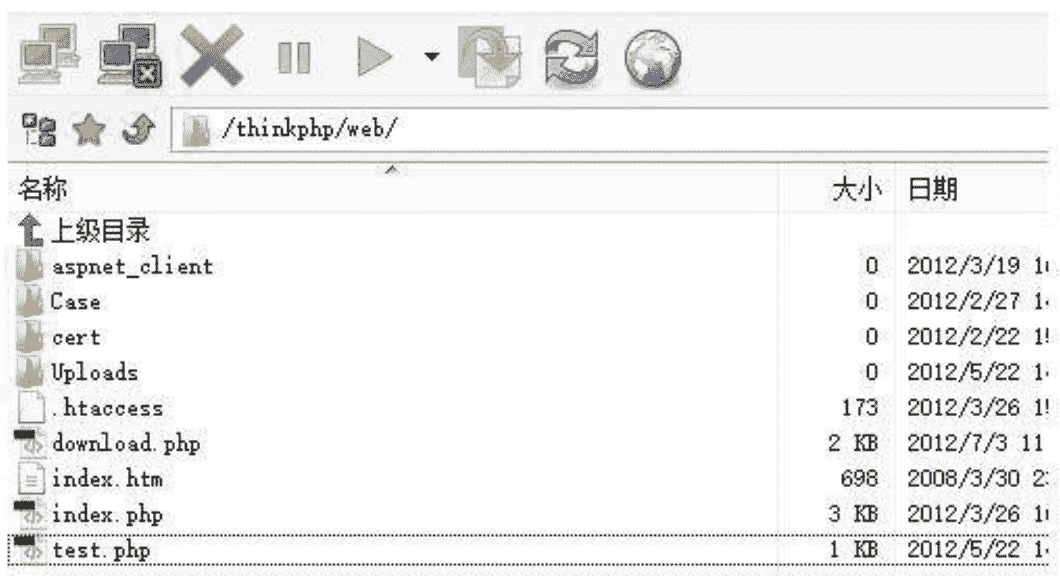 /thinkphp/web/
名称 大小 日期
上级目录
aspnet_client 0 2012/3/19
Case 0 2012/2/27
cert 0 2012/2/22
Uploads 0 2012/5/22
.htaccess 173 2012/3/26
download.php 2 KB 2012/7/3 11
index.htm 698 2008/3/30
index.php 3 KB 2012/3/26
test.php 1 KB 2012/5/22